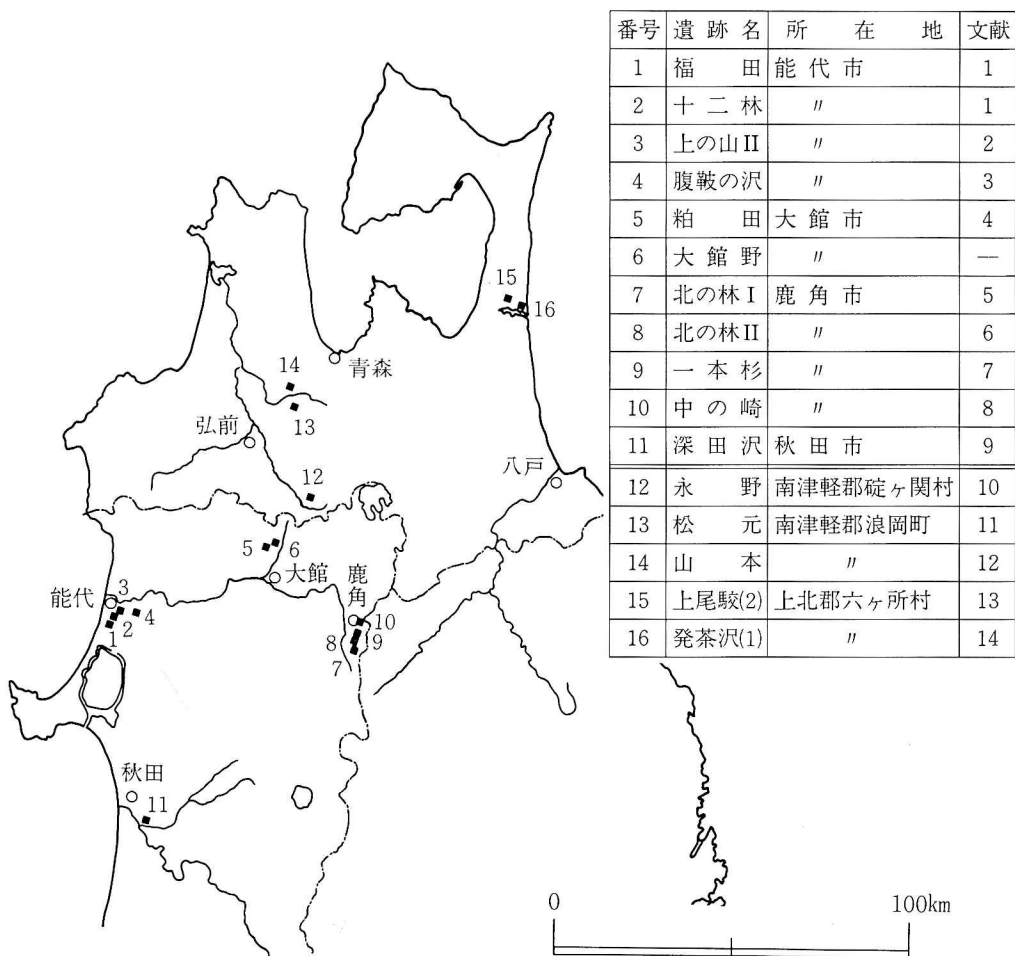 番号 遺跡名 所在地 文献
1 福田 能代市 1
2 十二林 〃 1
3 上の山II 〃 2
4 腹鞁の沢 〃 3
5 粕田 大館市 4
6 大館野 〃 —
7 北の林I 鹿角市 5
8 北の林II 〃 6
9 一本杉 〃 7
10 中の崎 〃 8
11 深田沢 秋田市 9
12 永野 南津軽郡碇ヶ関村 10
13 松元 南津軽郡浪岡町 11
14 山本 〃 12
15 上尾駮(2) 上北郡六ヶ所村 13
16 発茶沢(1) 〃 14
15
16
青森
14
13
弘前
12
八戸
5 6
大館
鹿角
能代
3
4
2
1
10
9
8
7
秋田
11
0 100km